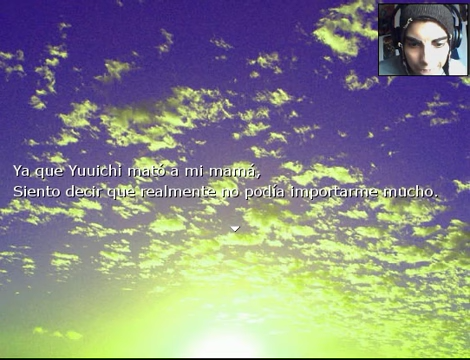 Ya que Yuuichi mató a mi mamá,
Siento decir que realmente no podía importarme mucho.